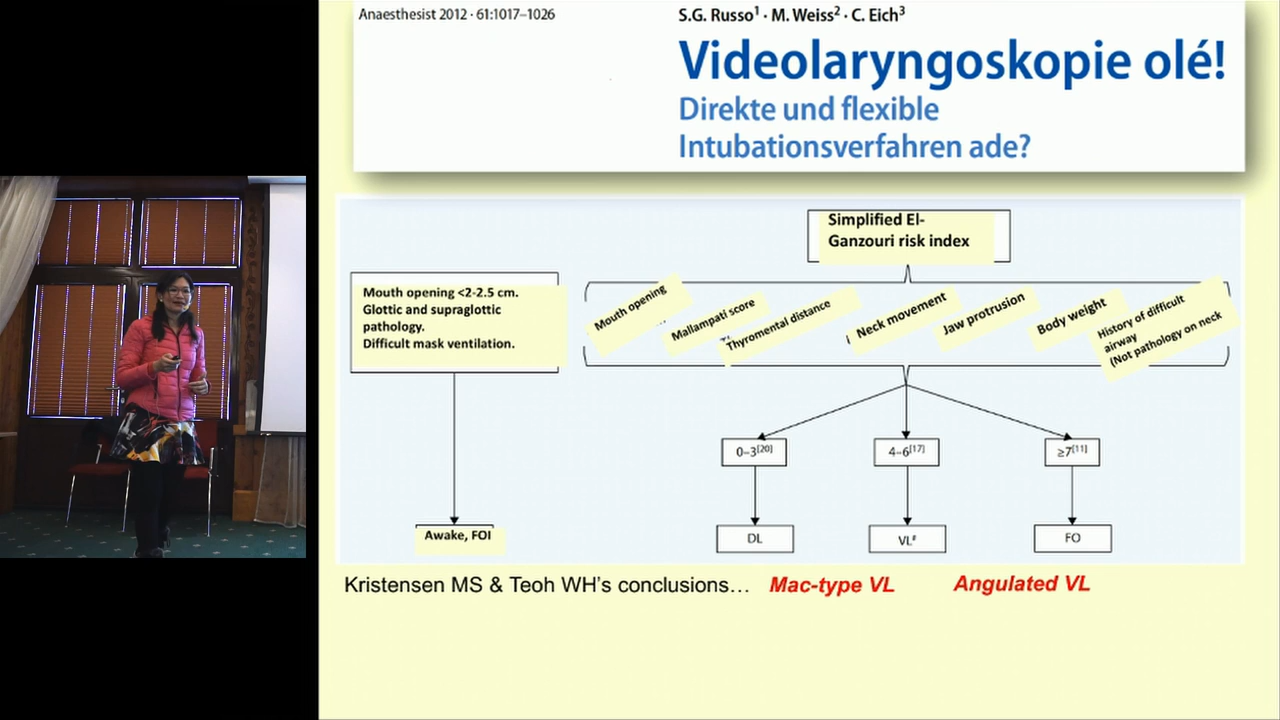 Anaesthesist 2012 · 61:1017–1026
S.G. Russo¹ · M. Weiss² · C. Eich³
Videolaryngoskopie olé!
Direkte und flexible
Intubationsverfahren ade?
Simplified El-
Ganzouri risk index
Mouth opening <2-2.5 cm.
Glottic and supraglottic
pathology.
Difficult mask ventilation.
Mouth opening
Mallampati score
Thyromental distance
Neck movement
Jaw protrusion
Body weight
History of difficult
airway
(Not pathology on neck
0–3[20]
4–6[17]
≥7[11]
Awake, FOI
DL
VL#
FO
Kristensen MS & Teoh WH's conclusions… Mac-type VL Angulated VL